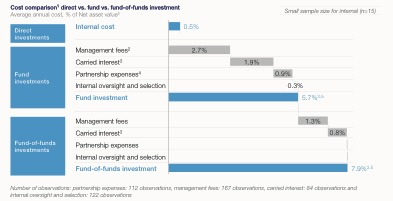 Cost comparison¹ direct vs. fund vs. fund-of-funds investment
Average annual cost, % of Net asset value²
Small sample size for internal (n=15)
Direct investments
Internal cost
0.5%
Fund investments
Management fees³
2.7%
Carried interest³
1.9%
Partnership expenses⁴
0.9%
Internal oversight and selection
0.3%
Fund investment
5.7%
Fund-of-funds investments
Management fees
1.3%
Carried interest³
0.8%
Partnership expenses
Internal oversight and selection
Fund-of-funds investment
7.9%
Number of observations: partnership expenses: 112 observations, management fees: 167 observations, carried interest: 84 observations and
internal oversight and selection: 122 observations